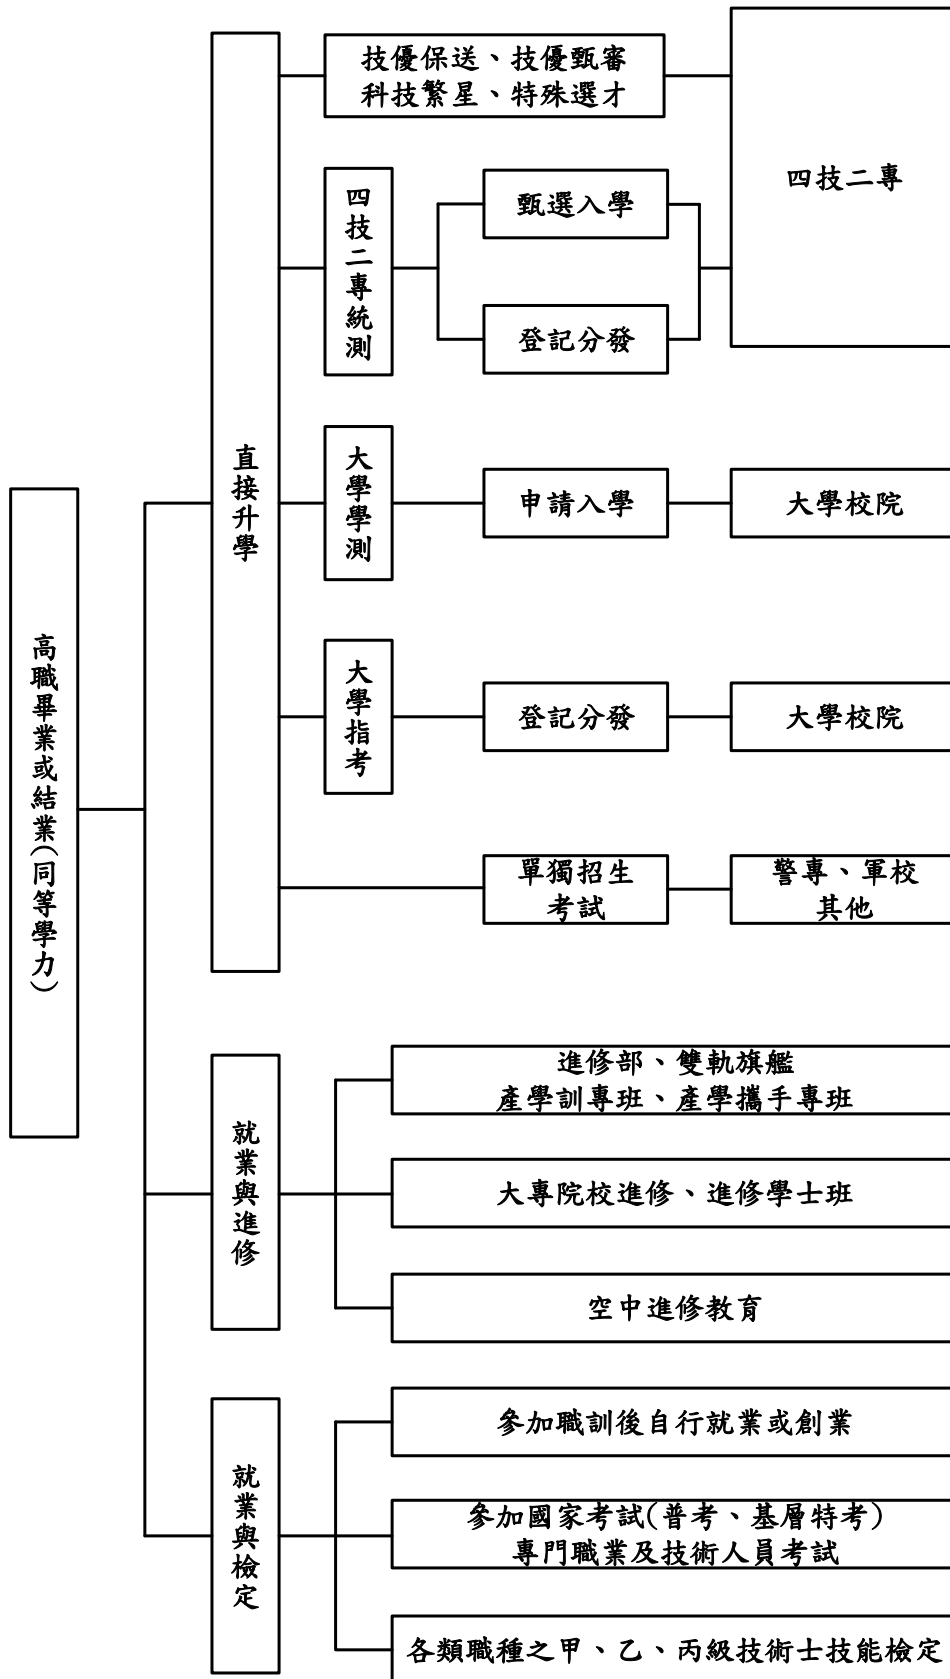 高職畢業或結業(同等學力)
直接升學
技優保送、技優甄審
科技繁星、特殊選才
四技二專
四技二專統測
甄選入學
登記分發
大學學測
申請入學
大學校院
大學指考
登記分發
大學校院
單獨招生
考試
警專、軍校
其他
就業與進修
進修部、雙軌旗艦
產學訓專班、產學攜手專班
大專院校進修、進修學士班
空中進修教育
就業與檢定
參加職訓後自行就業或創業
參加國家考試(普考、基層特考)
專門職業及技術人員考試
各類職種之甲、乙、丙級技術士技能檢定